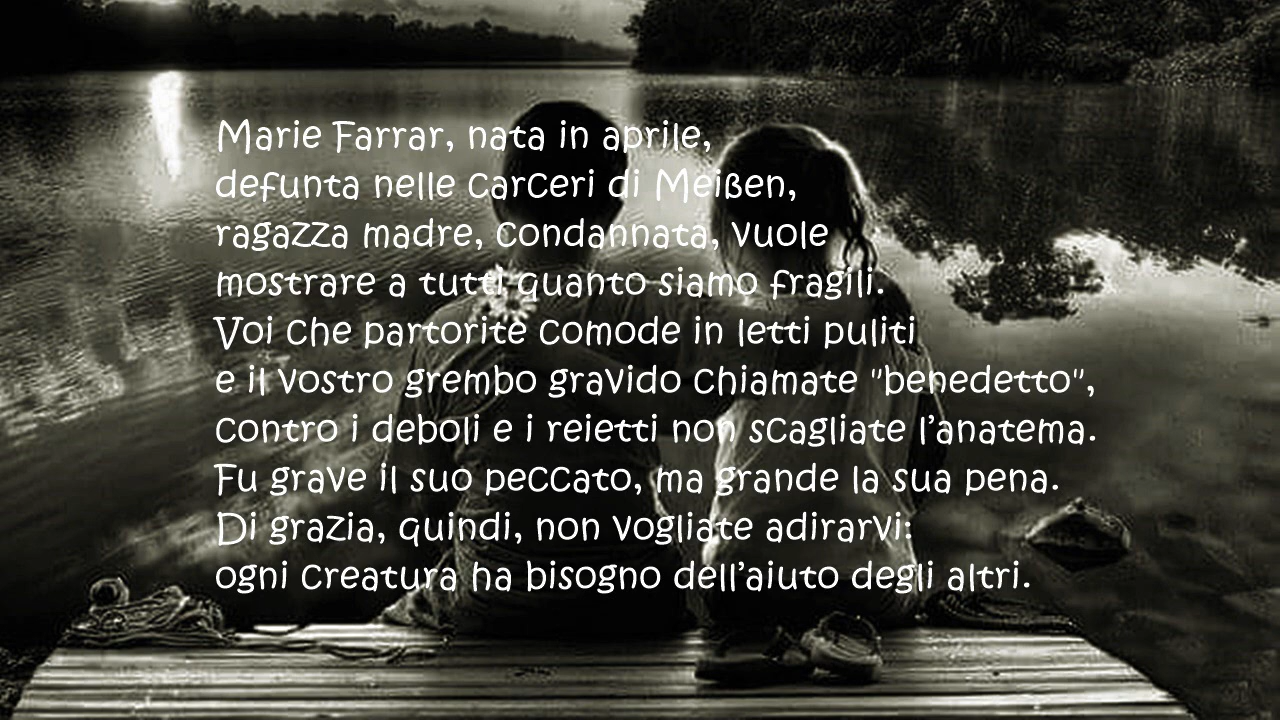 Marie Farrar, nata in aprile,
defunta nelle carceri di Meißen,
ragazza madre, condannata, vuole
mostrare a tutti quanto siamo fragili.
Voi che partorite comode in letti puliti
e il vostro grembo gravido chiamate "benedetto",
contro i deboli e i reietti non scagliate l’anatema.
Fu grave il suo peccato, ma grande la sua pena.
Di grazia, quindi, non vogliate adirarvi:
ogni creatura ha bisogno dell’aiuto degli altri.